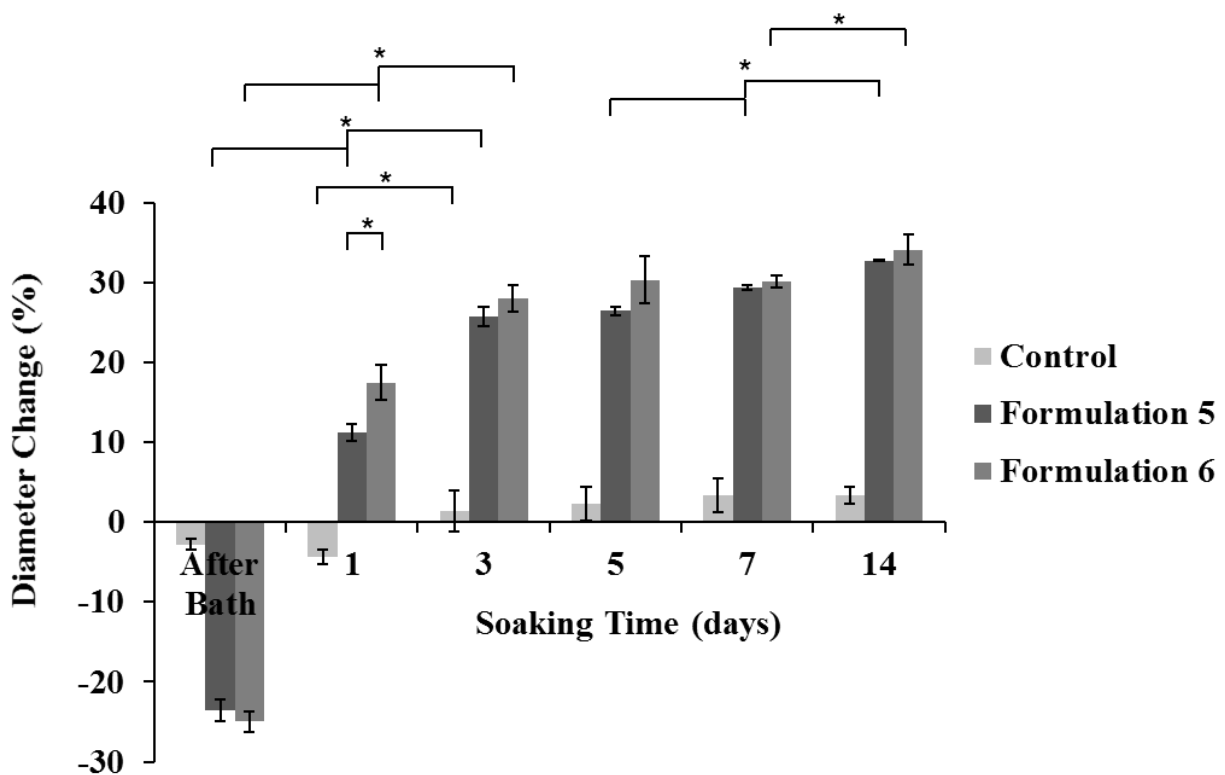 *
*
*
*
*
*
40
30
20
10
0
-10
-20
-30
Diameter Change (%)
After
Bath
1
3
5
7
14
Soaking Time (days)
Control
Formulation 5
Formulation 6